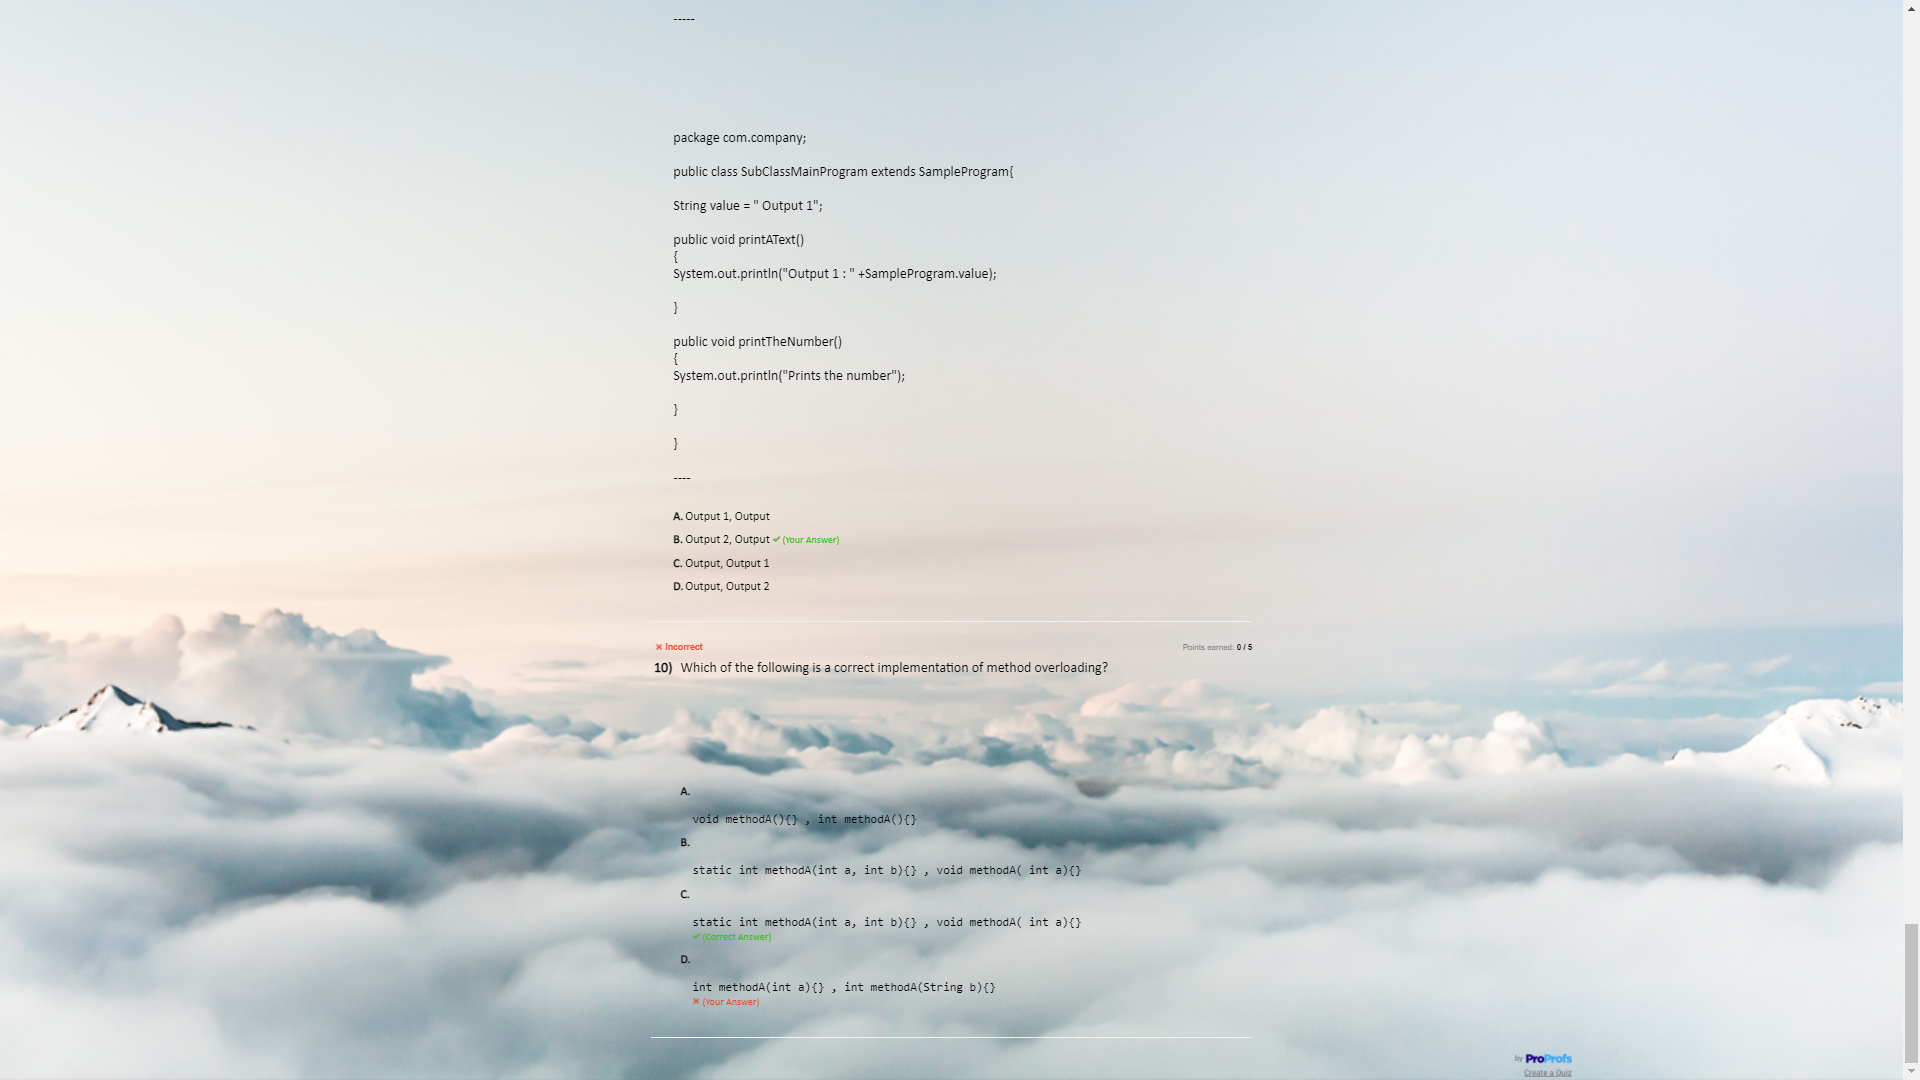 -----
package com.company;
public class SubClassMainProgram extends SampleProgram{
String value = " Output 1";
public void printAText()
{
System.out.println("Output 1 : " +SampleProgram.value);
}
public void printTheNumber()
{
System.out.println("Prints the number");
}
}
----
A. Output 1, Output
B. Output 2, Output ✔ (Your Answer)
C. Output, Output 1
D. Output, Output 2
✖ Incorrect
Points earned: 0 / 5
10) Which of the following is a correct implementation of method overloading?
A.
void methodA(){} , int methodA(){}
B.
static int methodA(int a, int b){} , void methodA( int a){}
C.
static int methodA(int a, int b){} , void methodA( int a){}
✔ (Correct Answer)
D.
int methodA(int a){} , int methodA(String b){}
✖ (Your Answer)
by ProProfs
Create a Quiz